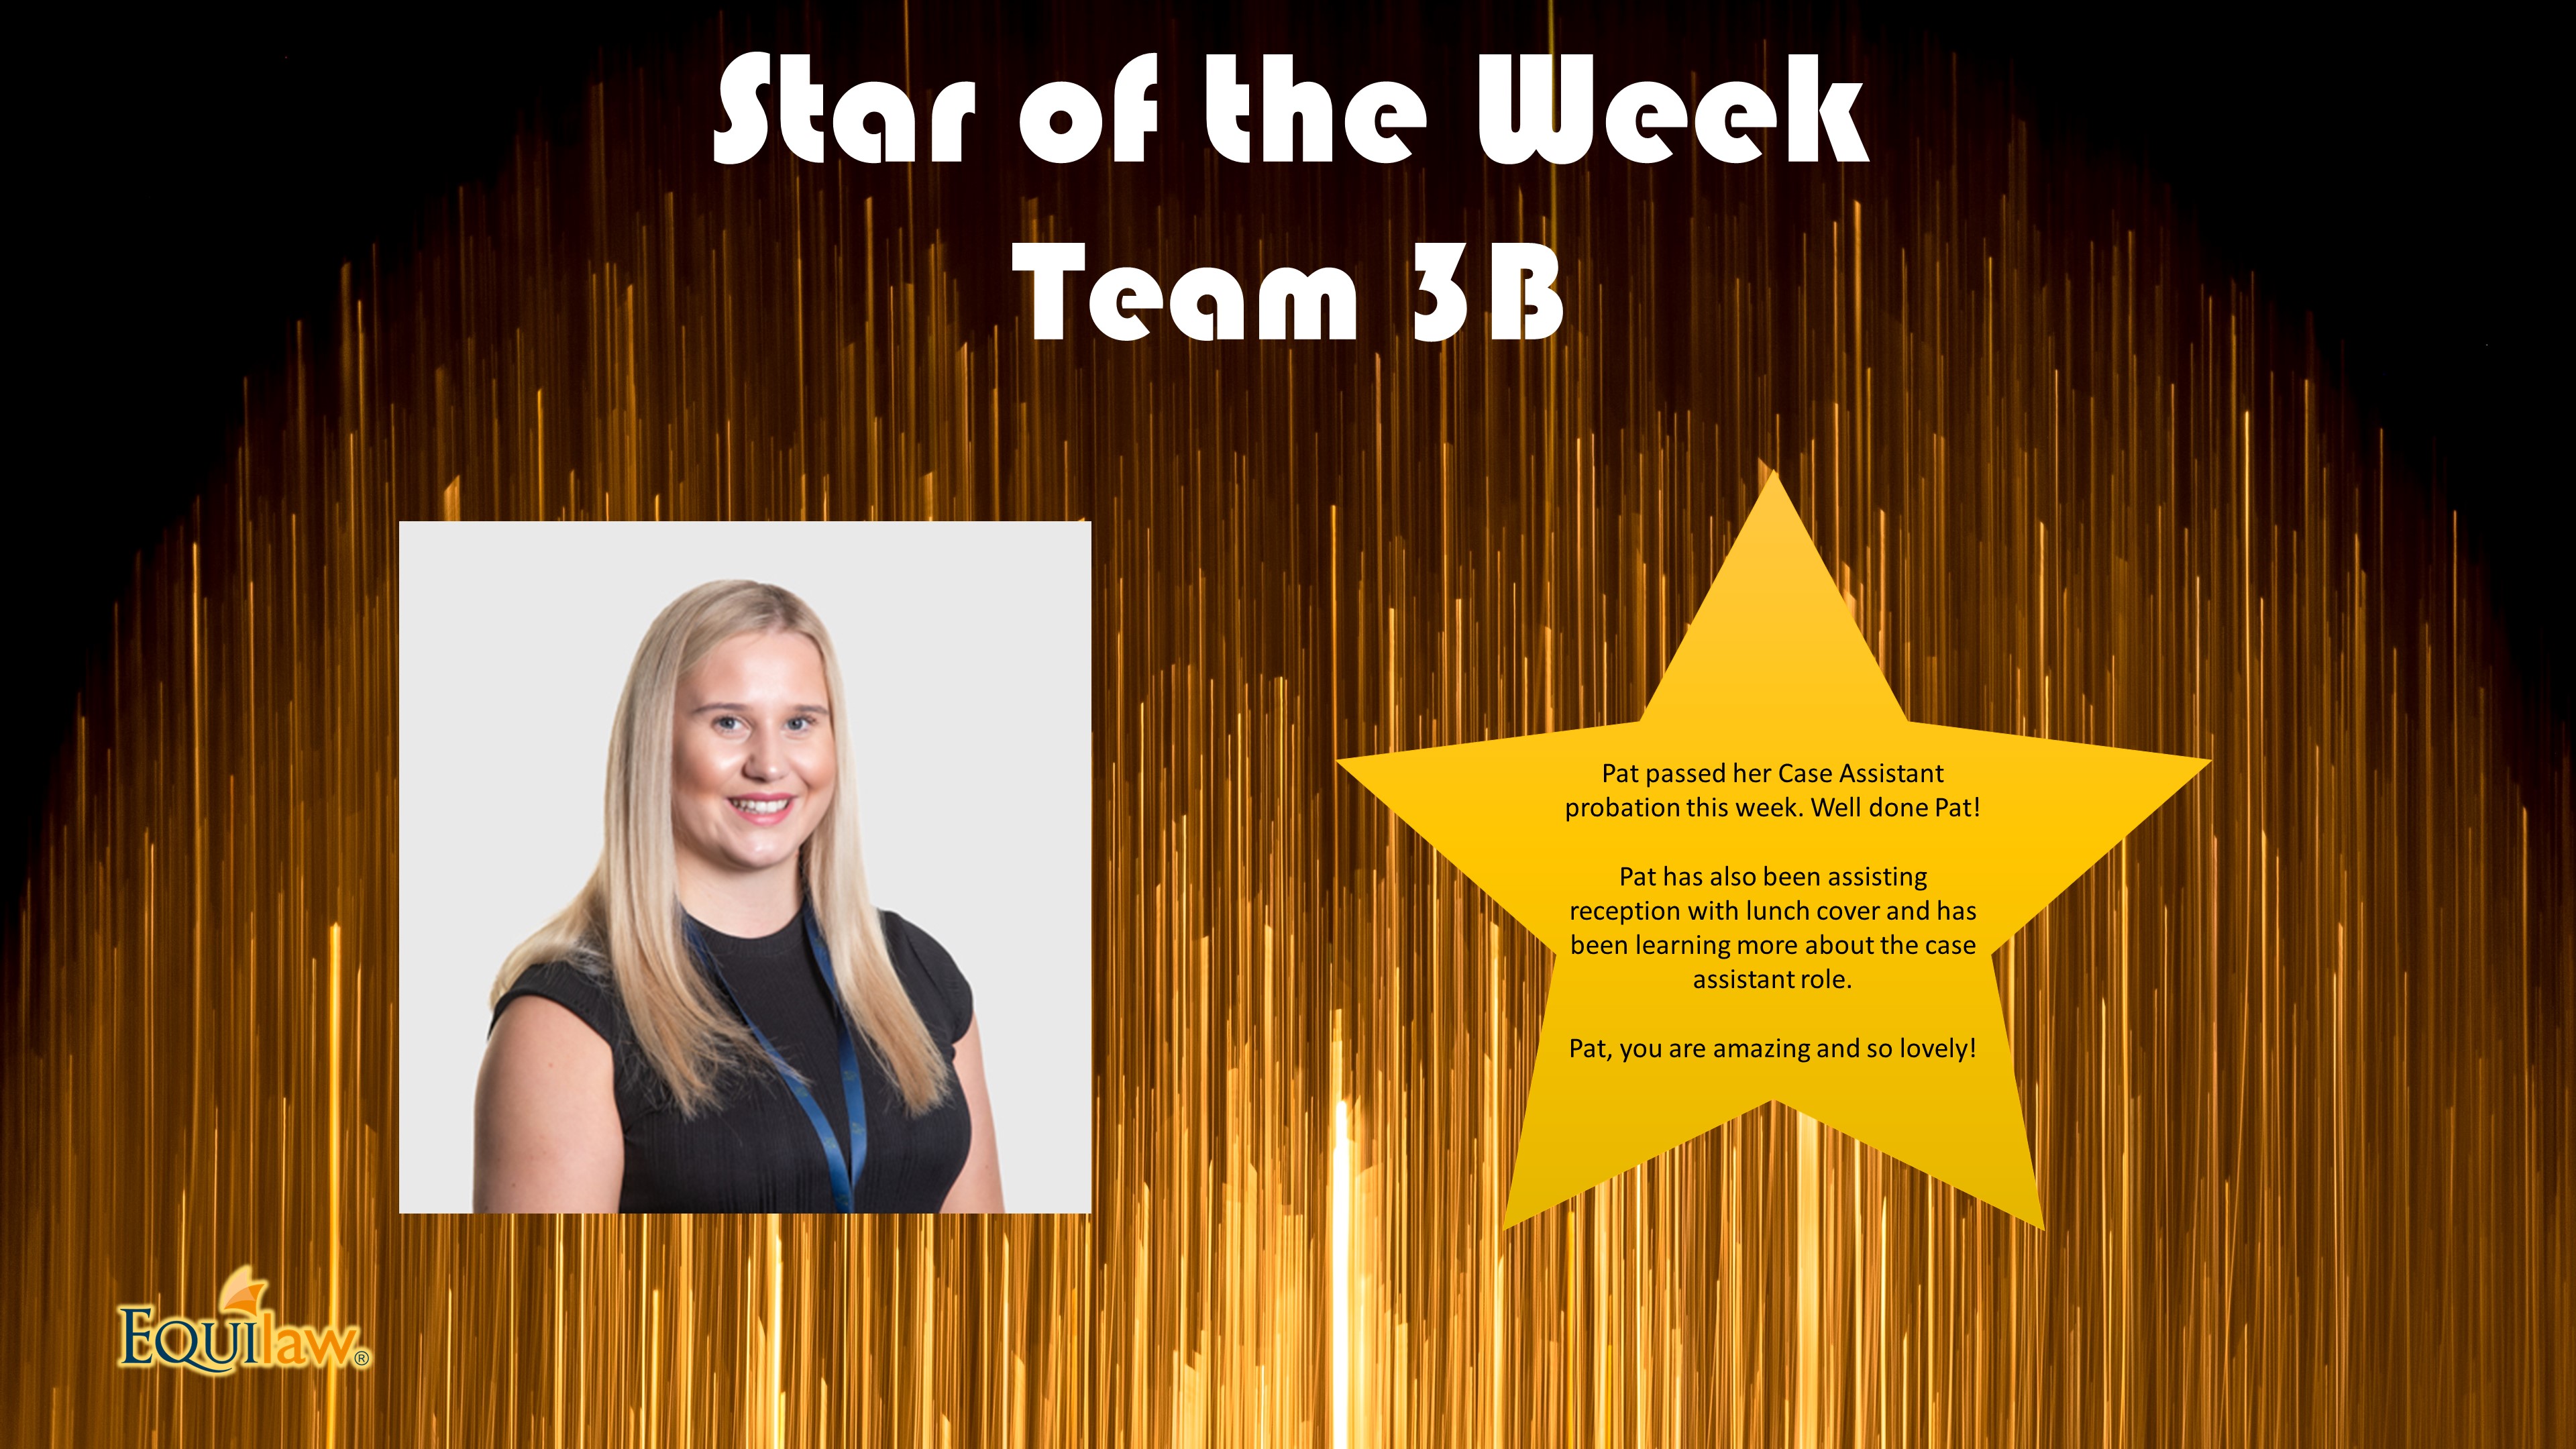 Star of the Week
Team 3B
Pat passed her Case Assistant
probation this week. Well done Pat!
Pat has also been assisting
reception with lunch cover and has
been learning more about the case
assistant role.
Pat, you are amazing and so lovely!
EQUIlaw®